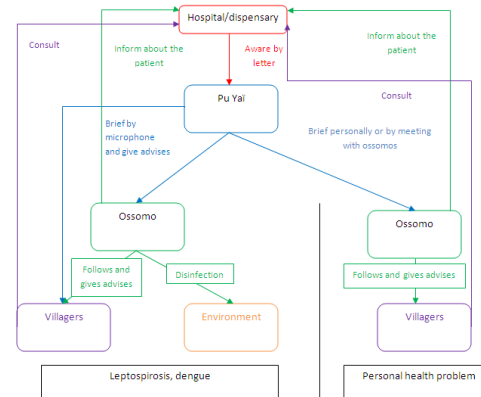 Hospital/dispensary
Consult
Inform about the
patient
Aware by
letter
Inform about the
patient
Consult
Pu Yaï
Brief by
microphone
and give advises
Brief personally or by meeting
with ossomos
Ossomo
Ossomo
Follows and
gives advises
Disinfection
Follows and gives advises
Villagers
Environment
Villagers
Leptospirosis, dengue
Personal health problem